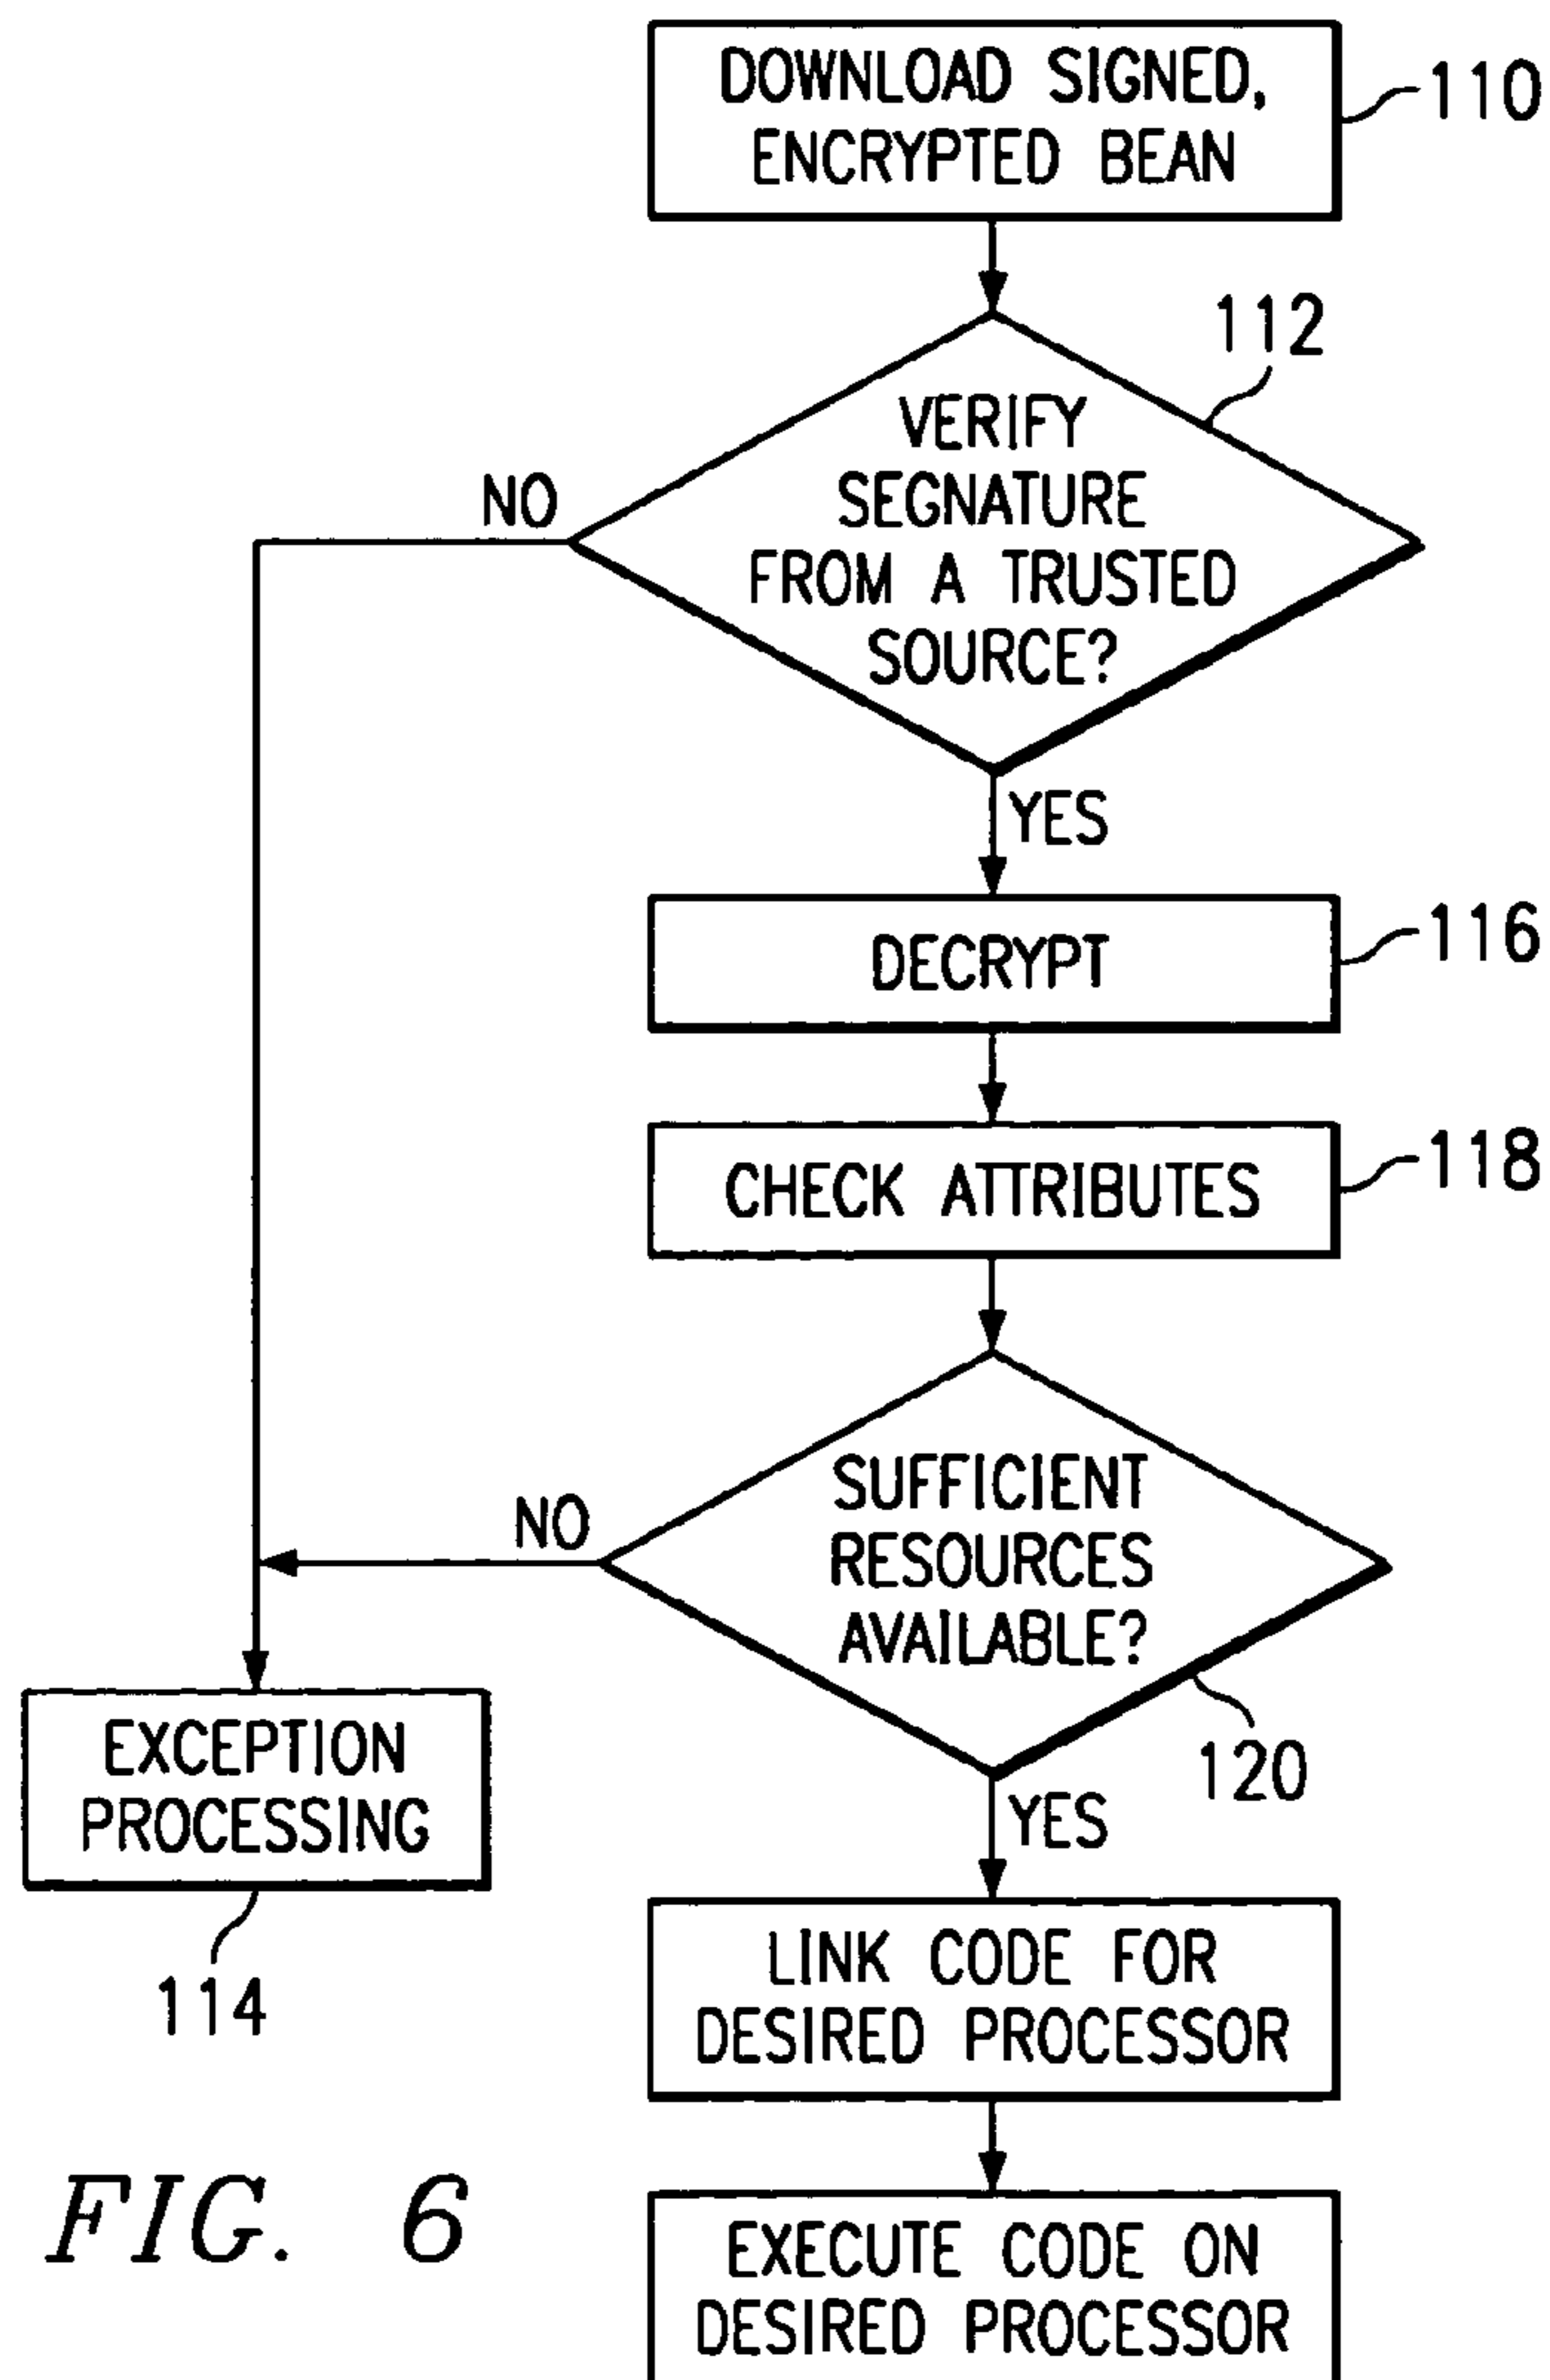 DOWNLOAD SIGNED,
ENCRYPTED BEAN
110
112
VERIFY
SEGNATURE
FROM A TRUSTED
SOURCE?
NO
YES
DECRYPT
116
CHECK ATTRIBUTES
118
SUFFICIENT
RESOURCES
AVAILABLE?
NO
120
YES
EXCEPTION
PROCESSING
114
LINK CODE FOR
DESIRED PROCESSOR
EXECUTE CODE ON
DESIRED PROCESSOR
FIG. 6